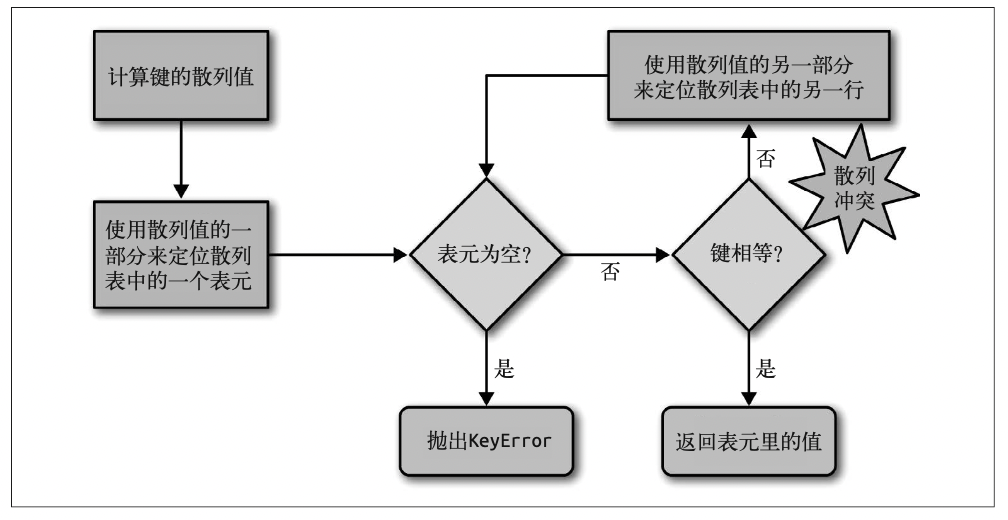 计算键的散列值
使用散列值的另一部分
来定位散列表中的另一行
否
散列
冲突
使用散列值的一
部分来定位散列
表中的一个表元
表元为空?
否
键相等?
是
是
抛出KeyError
返回表元里的值